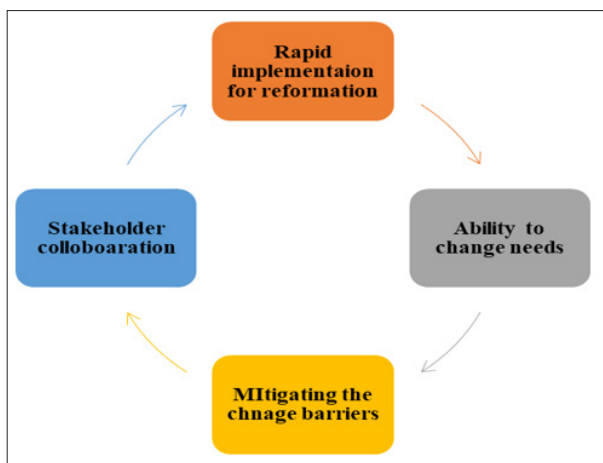 Rapid
implementaion
for reformation
Ability to
change needs
MItigating the
chnage barriers
Stakeholder
colloboaration